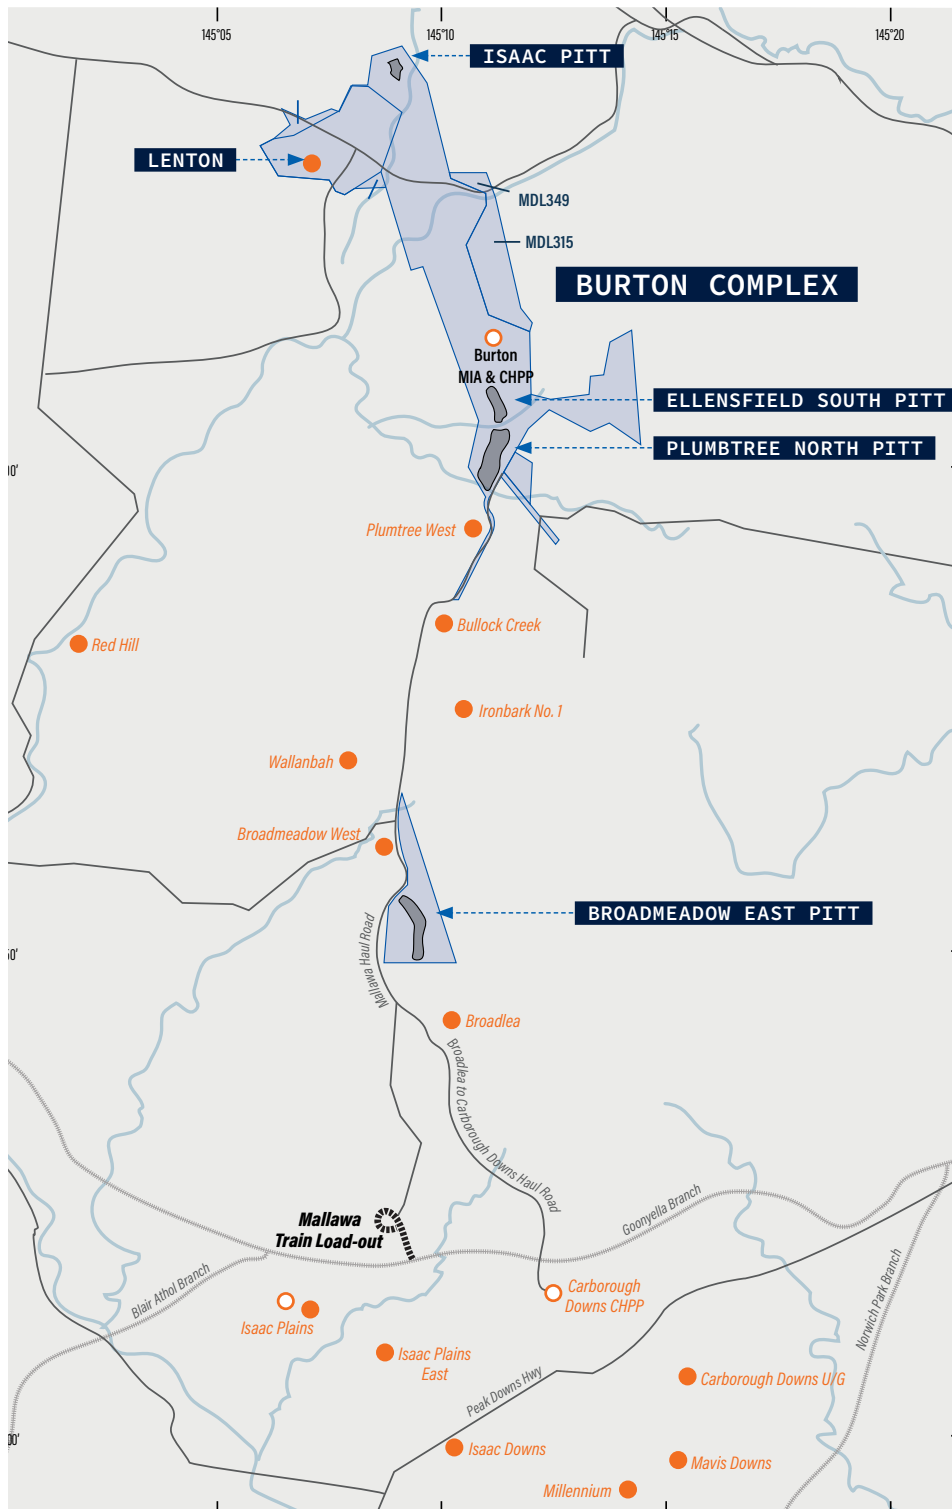 145°05
145°10
145°15
145°20
ISAAC PITT
LENTON
MDL349
MDL315
BURTON COMPLEX
Burton
MIA & CHPP
ELLENSFIELD SOUTH PITT
PLUMBTREE NORTH PITT
Plumtree West
Bullock Creek
Red Hill
Ironbark No. 1
Wallanbah
Broadmeadow West
BROADMEADOW EAST PITT
Mallawa Haul Road
Broadlea
Broadlea to Carborough Downs Haul Road
Mallawa
Train Load-out
Goonyella Branch
Blair Athol Branch
Carborough
Downs CHPP
Norwich Park Branch
Isaac Plains
Isaac Plains
East
Peak Downs Hwy
Carborough Downs U/G
Isaac Downs
Mavis Downs
Millennium